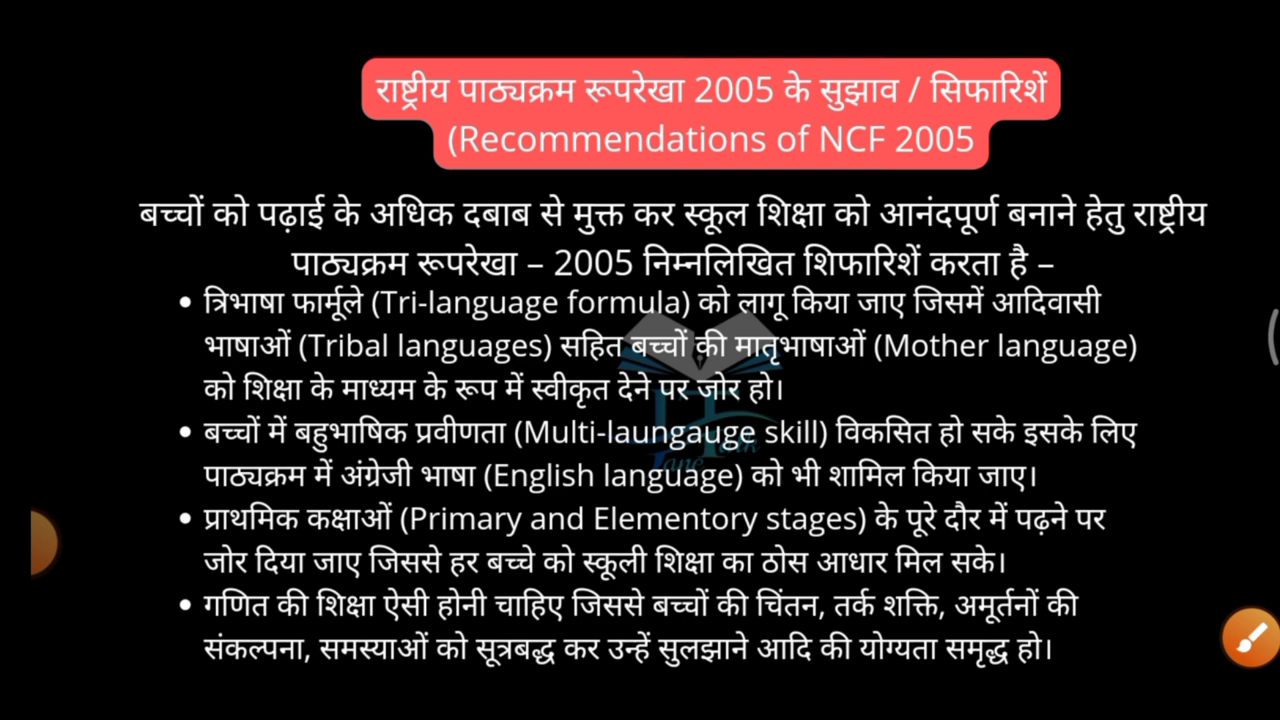 राष्ट्रीय पाठ्यक्रम रूपरेखा 2005 के सुझाव / सिफारिशें
(Recommendations of NCF 2005
बच्चों को पढ़ाई के अधिक दबाब से मुक्त कर स्कूल शिक्षा को आनंदपूर्ण बनाने हेतु राष्ट्रीय
पाठ्यक्रम रूपरेखा – 2005 निम्नलिखित शिफारिशें करता है –
• त्रिभाषा फार्मूले (Tri-language formula) को लागू किया जाए जिसमें आदिवासी
भाषाओं (Tribal languages) सहित बच्चों की मातृभाषाओं (Mother language)
को शिक्षा के माध्यम के रूप में स्वीकृत देने पर जोर हो।
• बच्चों में बहुभाषिक प्रवीणता (Multi-laungauge skill) विकसित हो सके इसके लिए
पाठ्यक्रम में अंग्रेजी भाषा (English language) को भी शामिल किया जाए।
• प्राथमिक कक्षाओं (Primary and Elementory stages) के पूरे दौर में पढ़ने पर
जोर दिया जाए जिससे हर बच्चे को स्कूली शिक्षा का ठोस आधार मिल सके।
• गणित की शिक्षा ऐसी होनी चाहिए जिससे बच्चों की चिंतन, तर्क शक्ति, अमूर्तनों की
संकल्पना, समस्याओं को सूत्रबद्ध कर उन्हें सुलझाने आदि की योग्यता समृद्ध हो।